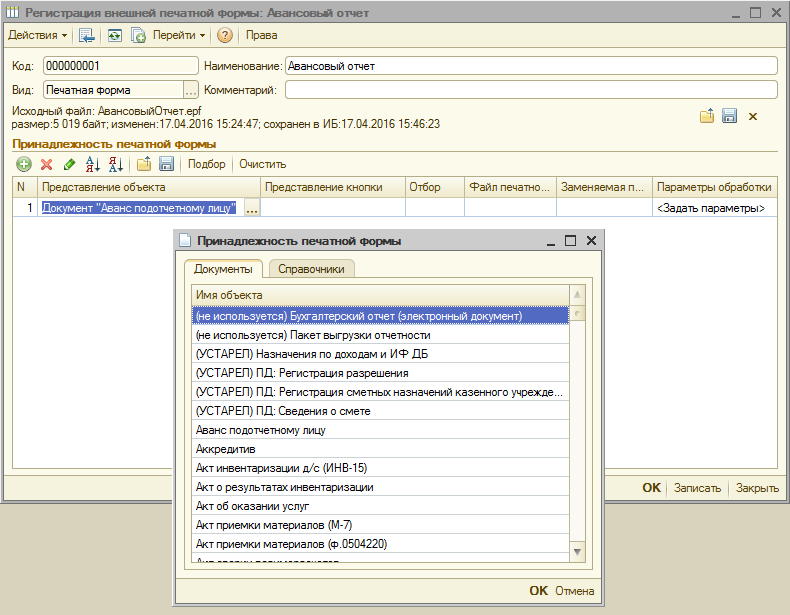 Регистрация внешней печатной формы: Авансовый отчет
Действия Перейти ? Права
Код: 000000001 Наименование: Авансовый отчет
Вид: Печатная форма ... Комментарий:
Исходный файл: АвансовыйОтчет.epf
размер:5 019 байт; изменен:17.04.2016 15:24:47; сохранен в ИБ:17.04.2016 15:46:23
Принадлежность печатной формы
Подбор Очистить
N Представление объекта Представление кнопки Отбор Файл печатно... Заменяемая п... Параметры обработки
1 Документ "Аванс подотчетному лицу" ... <Задать параметры>
Принадлежность печатной формы
Документы Справочники
Имя объекта
(не используется) Бухгалтерский отчет (электронный документ)
(не используется) Пакет выгрузки отчетности
(УСТАРЕЛ) Назначения по доходам и ИФ ДБ
(УСТАРЕЛ) ПД: Регистрация разрешения
(УСТАРЕЛ) ПД: Регистрация сметных назначений казенного учрежде...
(УСТАРЕЛ) ПД: Сведения о смете
Аванс подотчетному лицу
Аккредитив
Акт инвентаризации д/с (ИНВ-15)
Акт о результатах инвентаризации
Акт об оказании услуг
Акт приемки материалов (М-7)
Акт приемки материалов (ф.0504220)
OK Записать Закрыть
OK Отмена